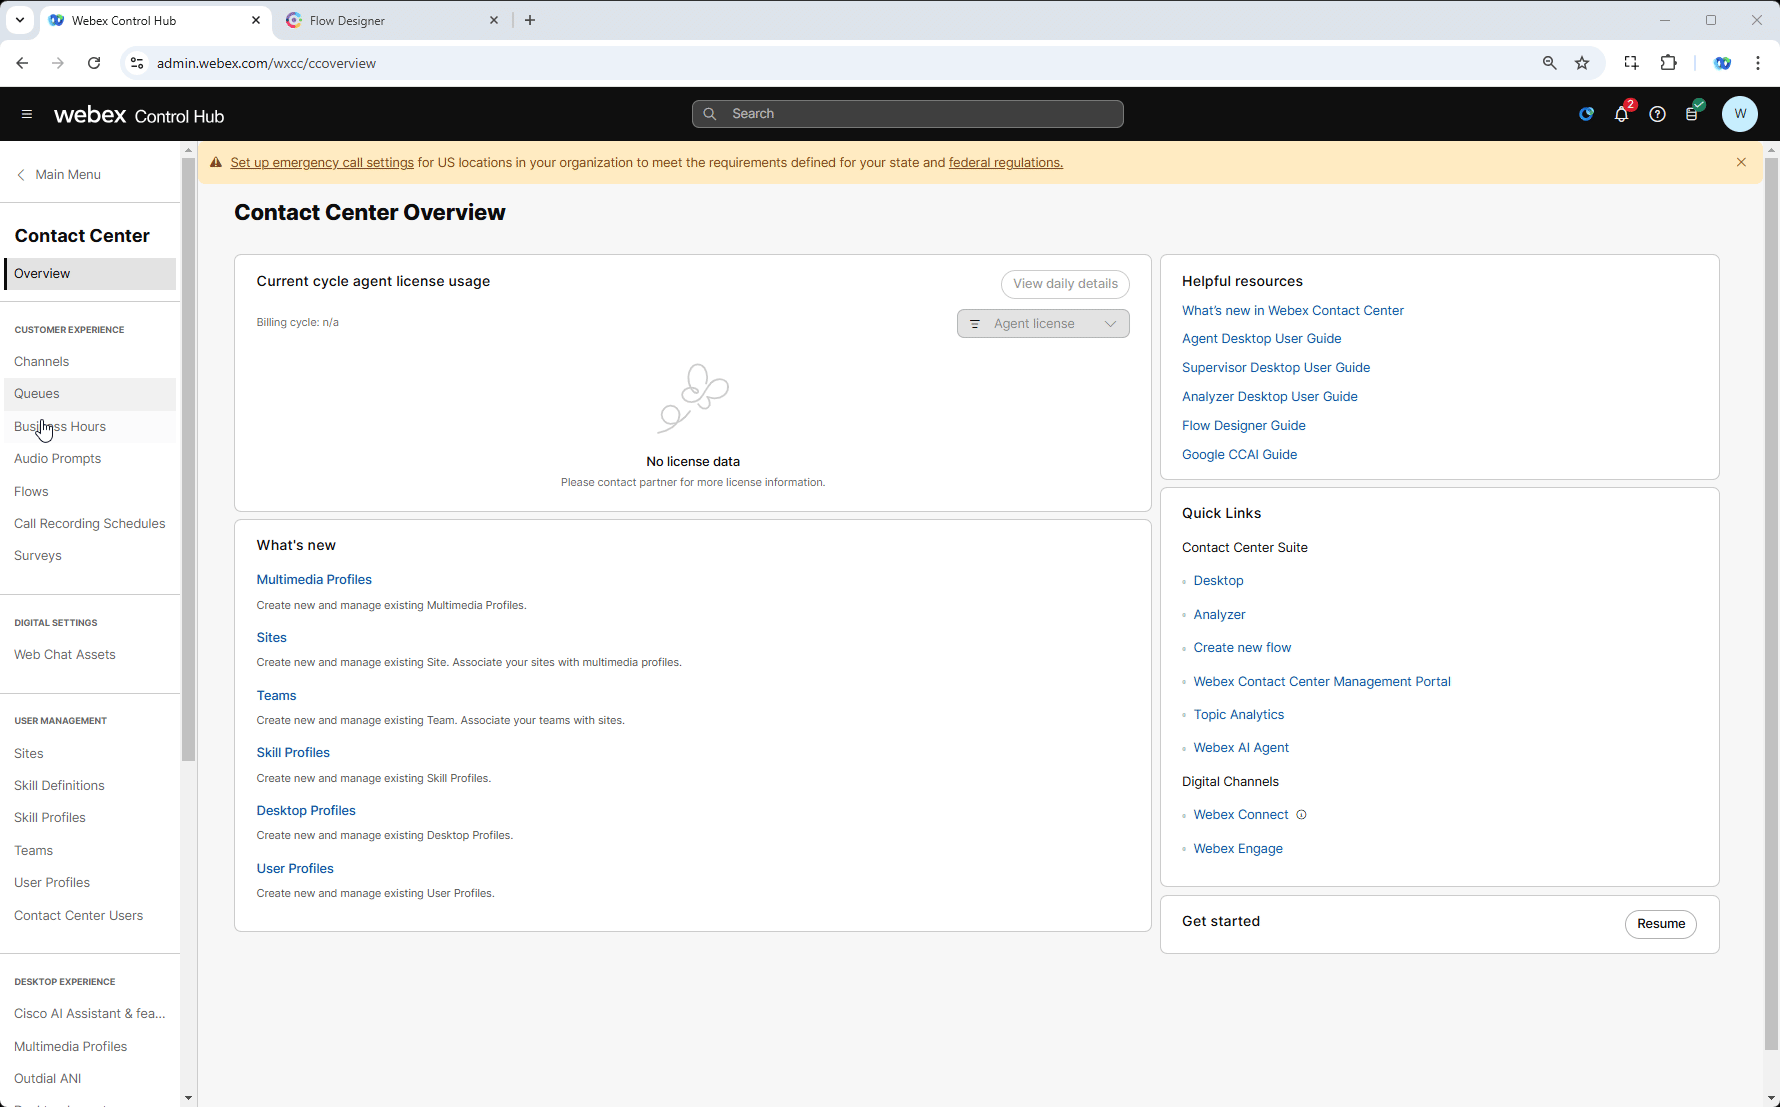 Webex Control Hub
Flow Designer
admin.webex.com/wxcc/ccoverview
webex Control Hub
Search
2
W
Main Menu
Set up emergency call settings for US locations in your organization to meet the requirements defined for your state and federal regulations.
Contact Center
Overview
CUSTOMER EXPERIENCE
Channels
Queues
Business Hours
Audio Prompts
Flows
Call Recording Schedules
Surveys
DIGITAL SETTINGS
Web Chat Assets
USER MANAGEMENT
Sites
Skill Definitions
Skill Profiles
Teams
User Profiles
Contact Center Users
DESKTOP EXPERIENCE
Cisco AI Assistant & fea...
Multimedia Profiles
Outdial ANI
Contact Center Overview
Current cycle agent license usage
View daily details
Billing cycle: n/a
Agent license
No license data
Please contact partner for more license information.
What's new
Multimedia Profiles
Create new and manage existing Multimedia Profiles.
Sites
Create new and manage existing Site. Associate your sites with multimedia profiles.
Teams
Create new and manage existing Team. Associate your teams with sites.
Skill Profiles
Create new and manage existing Skill Profiles.
Desktop Profiles
Create new and manage existing Desktop Profiles.
User Profiles
Create new and manage existing User Profiles.
Helpful resources
What's new in Webex Contact Center
Agent Desktop User Guide
Supervisor Desktop User Guide
Analyzer Desktop User Guide
Flow Designer Guide
Google CCAI Guide
Quick Links
Contact Center Suite
Desktop
Analyzer
Create new flow
Webex Contact Center Management Portal
Topic Analytics
Webex AI Agent
Digital Channels
Webex Connect
Webex Engage
Get started
Resume